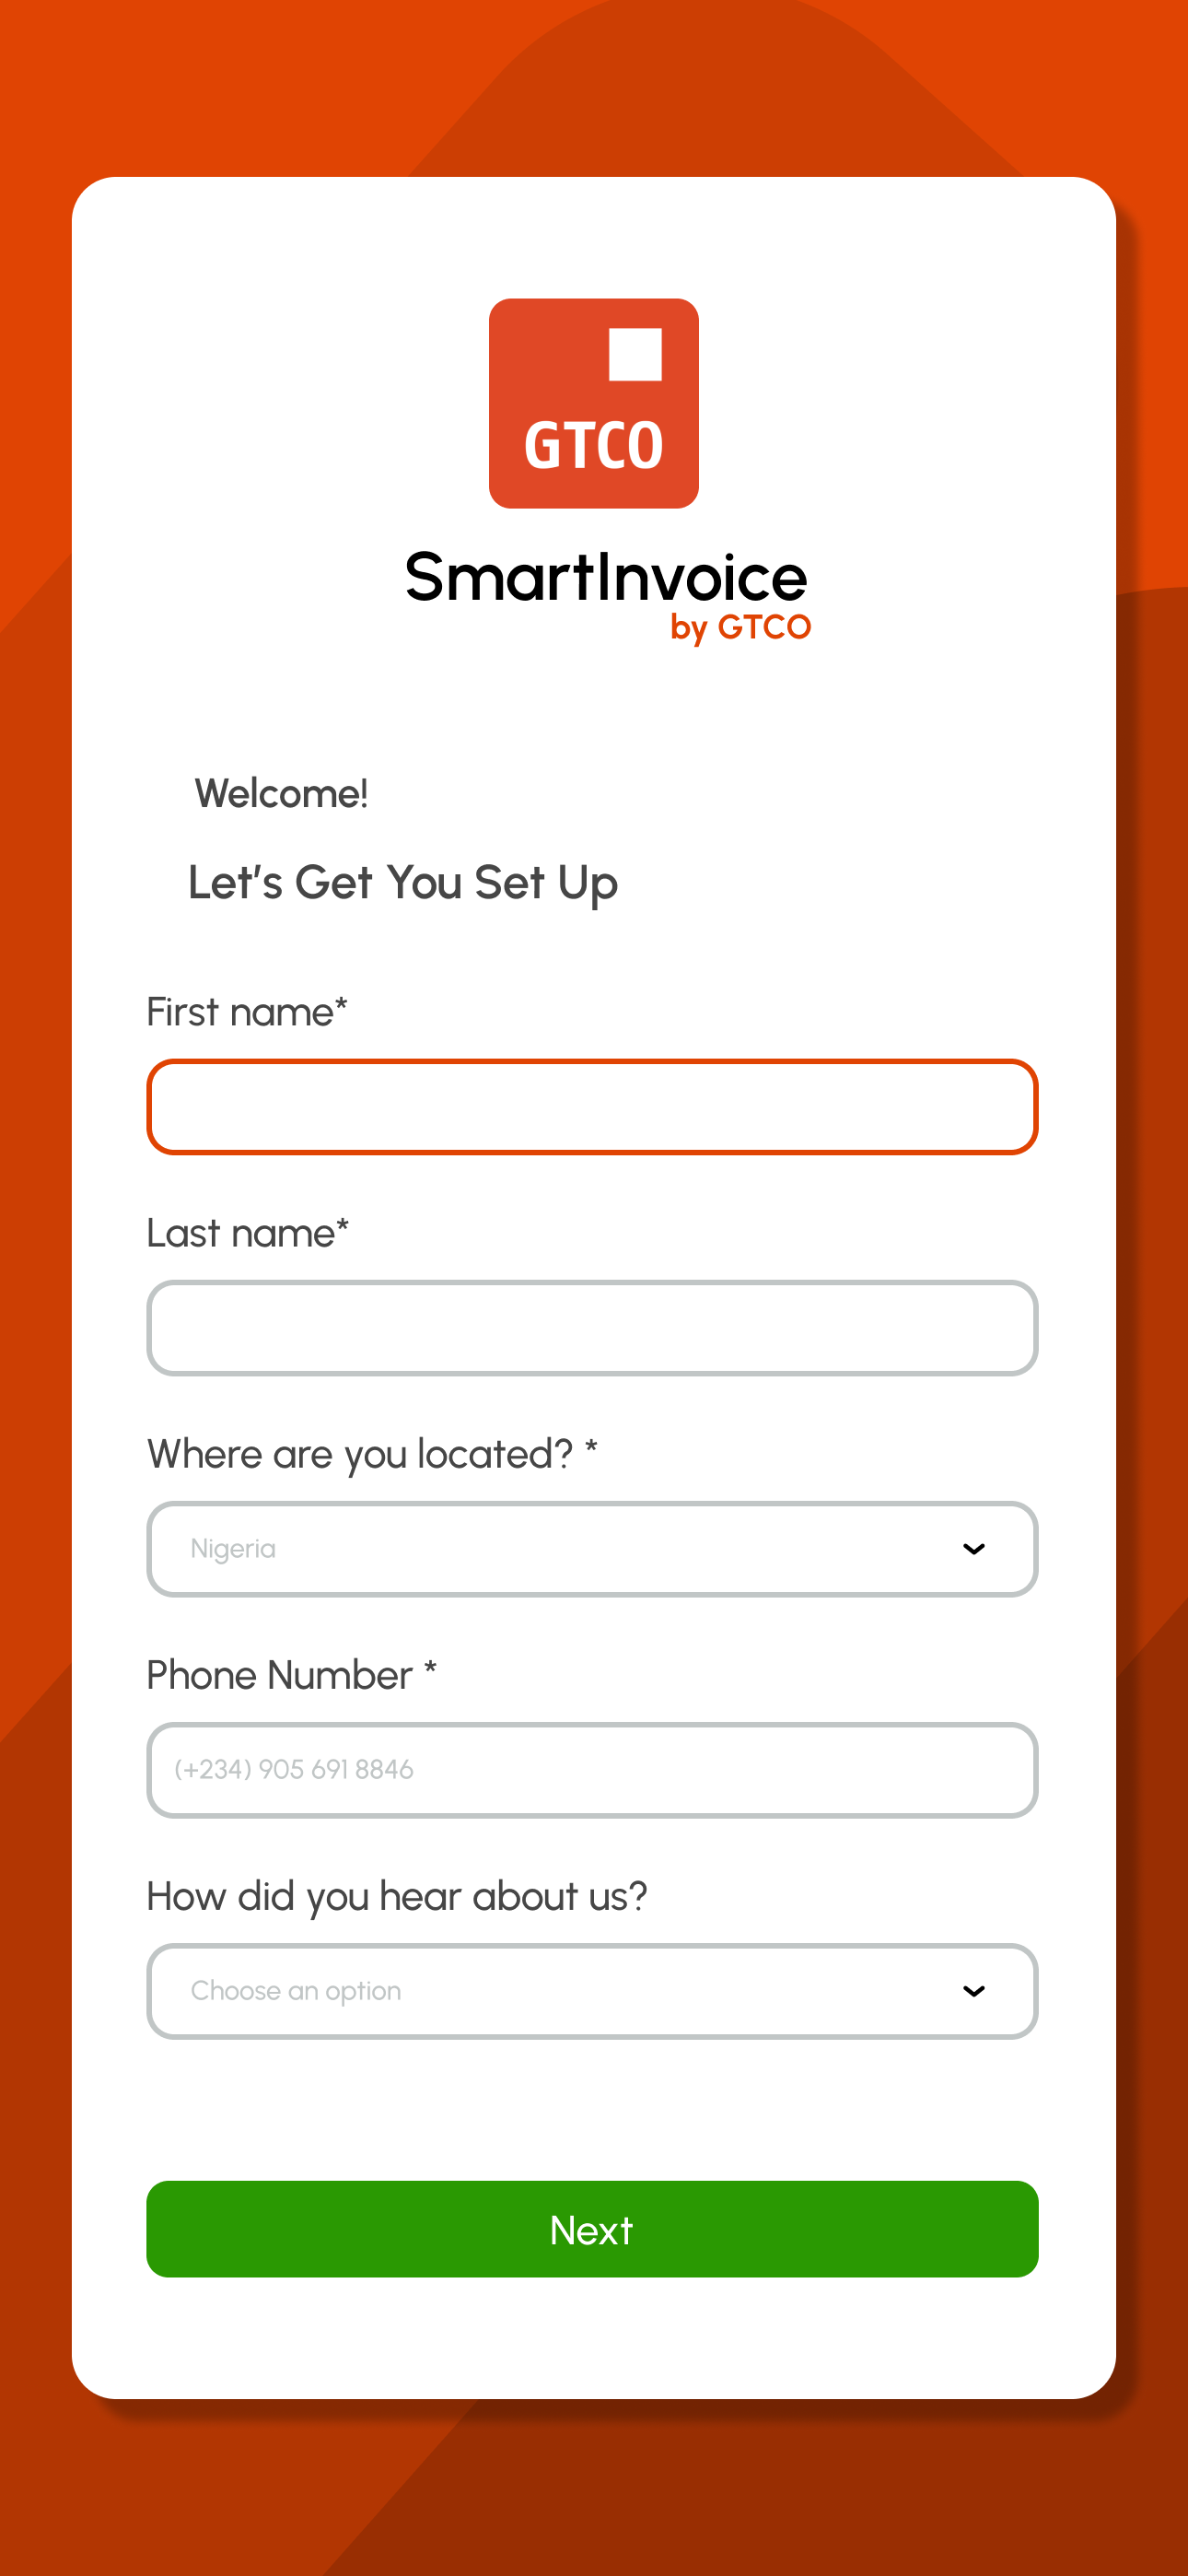 GTCO
SmartInvoice
by GTCO
Welcome!
Let's Get You Set Up
First name*
Last name*
Where are you located? *
Nigeria
Phone Number *
(+234) 905 691 8846
How did you hear about us?
Choose an option
Next